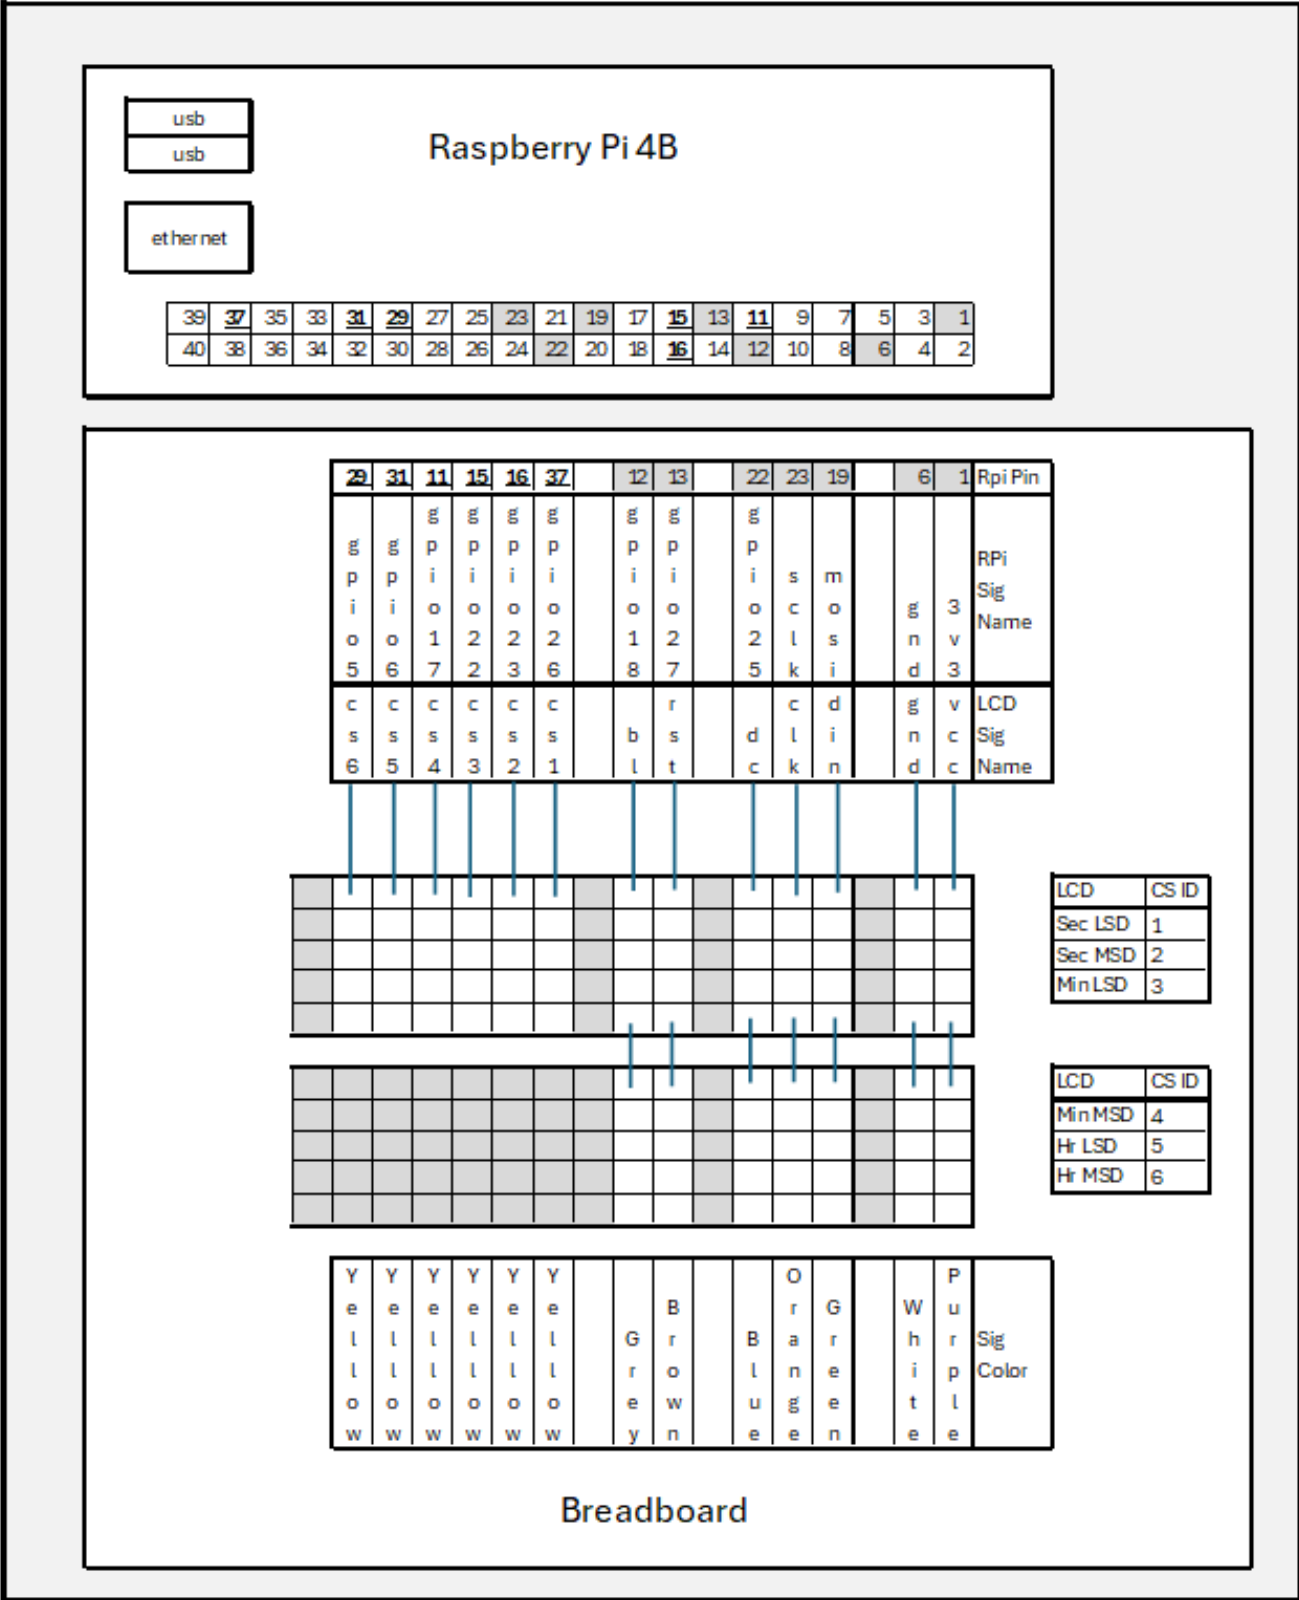 usb
usb
Raspberry Pi 4B
ethernet
39 37 35 33 31 29 27 25 23 21 19 17 15 13 11 9 7 5 3 1
40 38 36 34 32 30 28 26 24 22 20 18 16 14 12 10 8 6 4 2
29 31 11 15 16 37 12 13 22 23 19 6 1 Rpi Pin
gpio5 gpio6 gpio17 gpio22 gpio23 gpio26 gpio18 gpio27 gpio25 sclk mosi gnd 3v3 RPi Sig Name
cs6 cs5 cs4 cs3 cs2 cs1 bl rst dc clk din gnd vcc LCD Sig Name
LCD CS ID
Sec LSD 1
Sec MSD 2
Min LSD 3
LCD CS ID
Min MSD 4
Hr LSD 5
Hr MSD 6
Yellow Yellow Yellow Yellow Yellow Yellow Grey Brown Blue Orange Green White Purple Sig Color
Breadboard